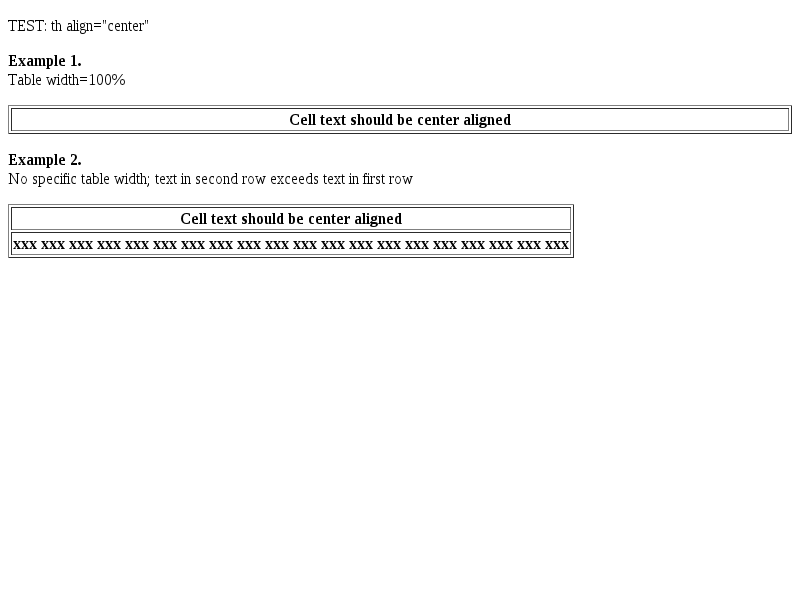 TEST: th align="center"
Example 1.
Table width=100%
Cell text should be center aligned
Example 2.
No specific table width; text in second row exceeds text in first row
Cell text should be center aligned
xxx xxx xxx xxx xxx xxx xxx xxx xxx xxx xxx xxx xxx xxx xxx xxx xxx xxx xxx xxx